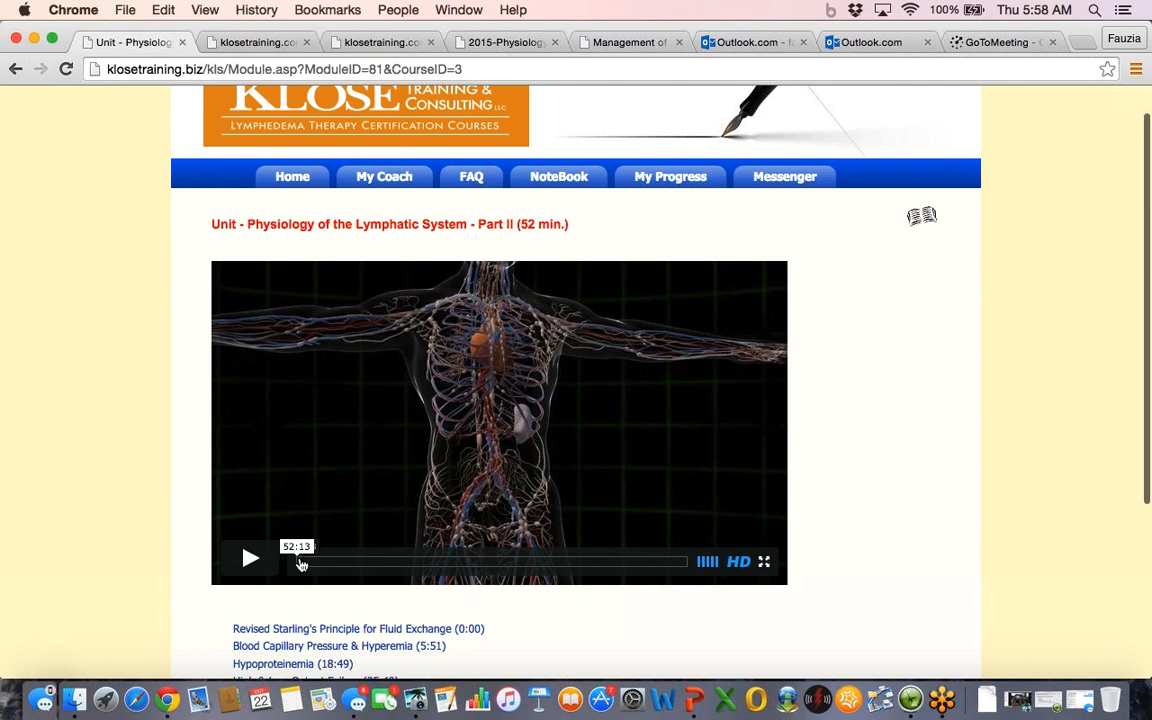 Chrome File Edit View History Bookmarks People Window Help 100% Thu 5:58 AM
Unit - Physiolog klosetraining.co klosetraining.co 2015-Physiology Management of Outlook.com - f Outlook.com GoToMeeting - C Fauzia
klosetraining.biz/kls/Module.asp?ModuleID=81&CourseID=3
KLOSE TRAINING & CONSULTING LLC
LYMPHEDEMA THERAPY CERTIFICATION COURSES
Home My Coach FAQ NoteBook My Progress Messenger
Unit - Physiology of the Lymphatic System - Part II (52 min.)
52:13
HD
Revised Starling's Principle for Fluid Exchange (0:00)
Blood Capillary Pressure & Hyperemia (5:51)
Hypoproteinemia (18:49)